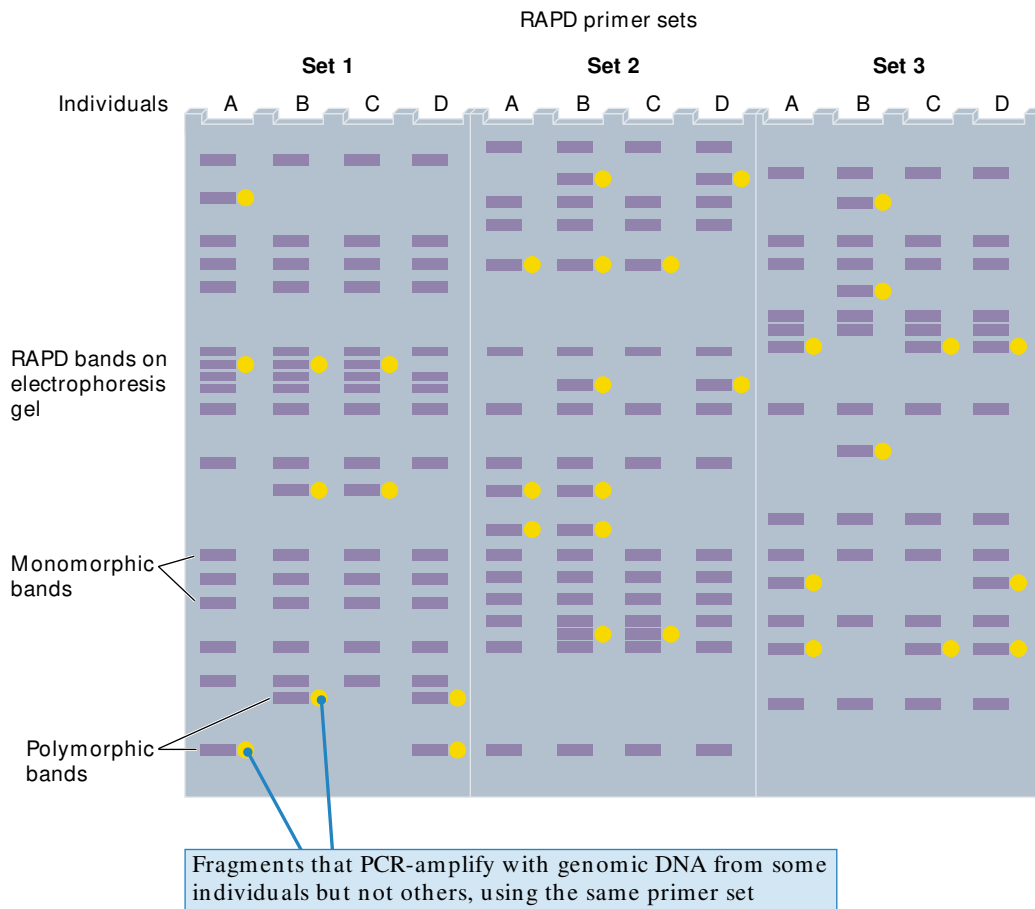 RAPD primer sets
Set 1 Set 2 Set 3
Individuals A B C D A B C D A B C D
RAPD bands on
electrophoresis
gel
Monomorphic
bands
Polymorphic
bands
Fragments that PCR-amplify with genomic DNA from some
individuals but not others, using the same primer set